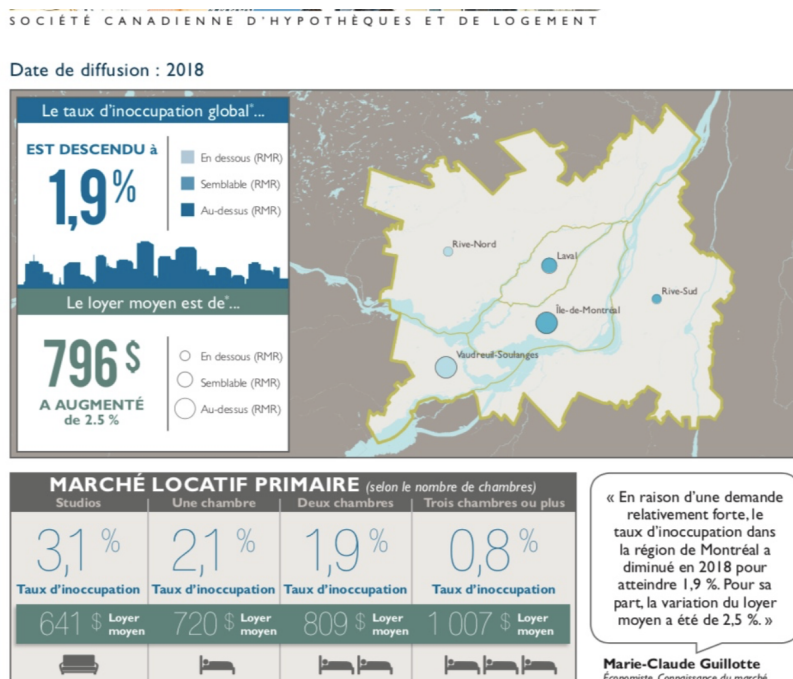 SOCIÉTÉ CANADIENNE D'HYPOTHÈQUES ET DE LOGEMENT
Date de diffusion : 2018
Le taux d'inoccupation global*...
EST DESCENDU à
1,9 %
En dessous (RMR)
Semblable (RMR)
Au-dessus (RMR)
Le loyer moyen est de*...
796 $
A AUGMENTÉ
de 2.5 %
En dessous (RMR)
Semblable (RMR)
Au-dessus (RMR)
Rive-Nord
Laval
Rive-Sud
Île-de-Montréal
Vaudreuil-Soulanges
MARCHÉ LOCATIF PRIMAIRE (selon le nombre de chambres)
Studios Une chambre Deux chambres Trois chambres ou plus
3,1 % 2,1 % 1,9 % 0,8 %
Taux d'inoccupation Taux d'inoccupation Taux d'inoccupation Taux d'inoccupation
641 $ Loyer moyen 720 $ Loyer moyen 809 $ Loyer moyen 1 007 $ Loyer moyen
« En raison d'une demande
relativement forte, le
taux d'inoccupation dans
la région de Montréal a
diminué en 2018 pour
atteindre 1,9 %. Pour sa
part, la variation du loyer
moyen a été de 2,5 %. »
Marie-Claude Guillotte
Économiste, Connaissance du marché